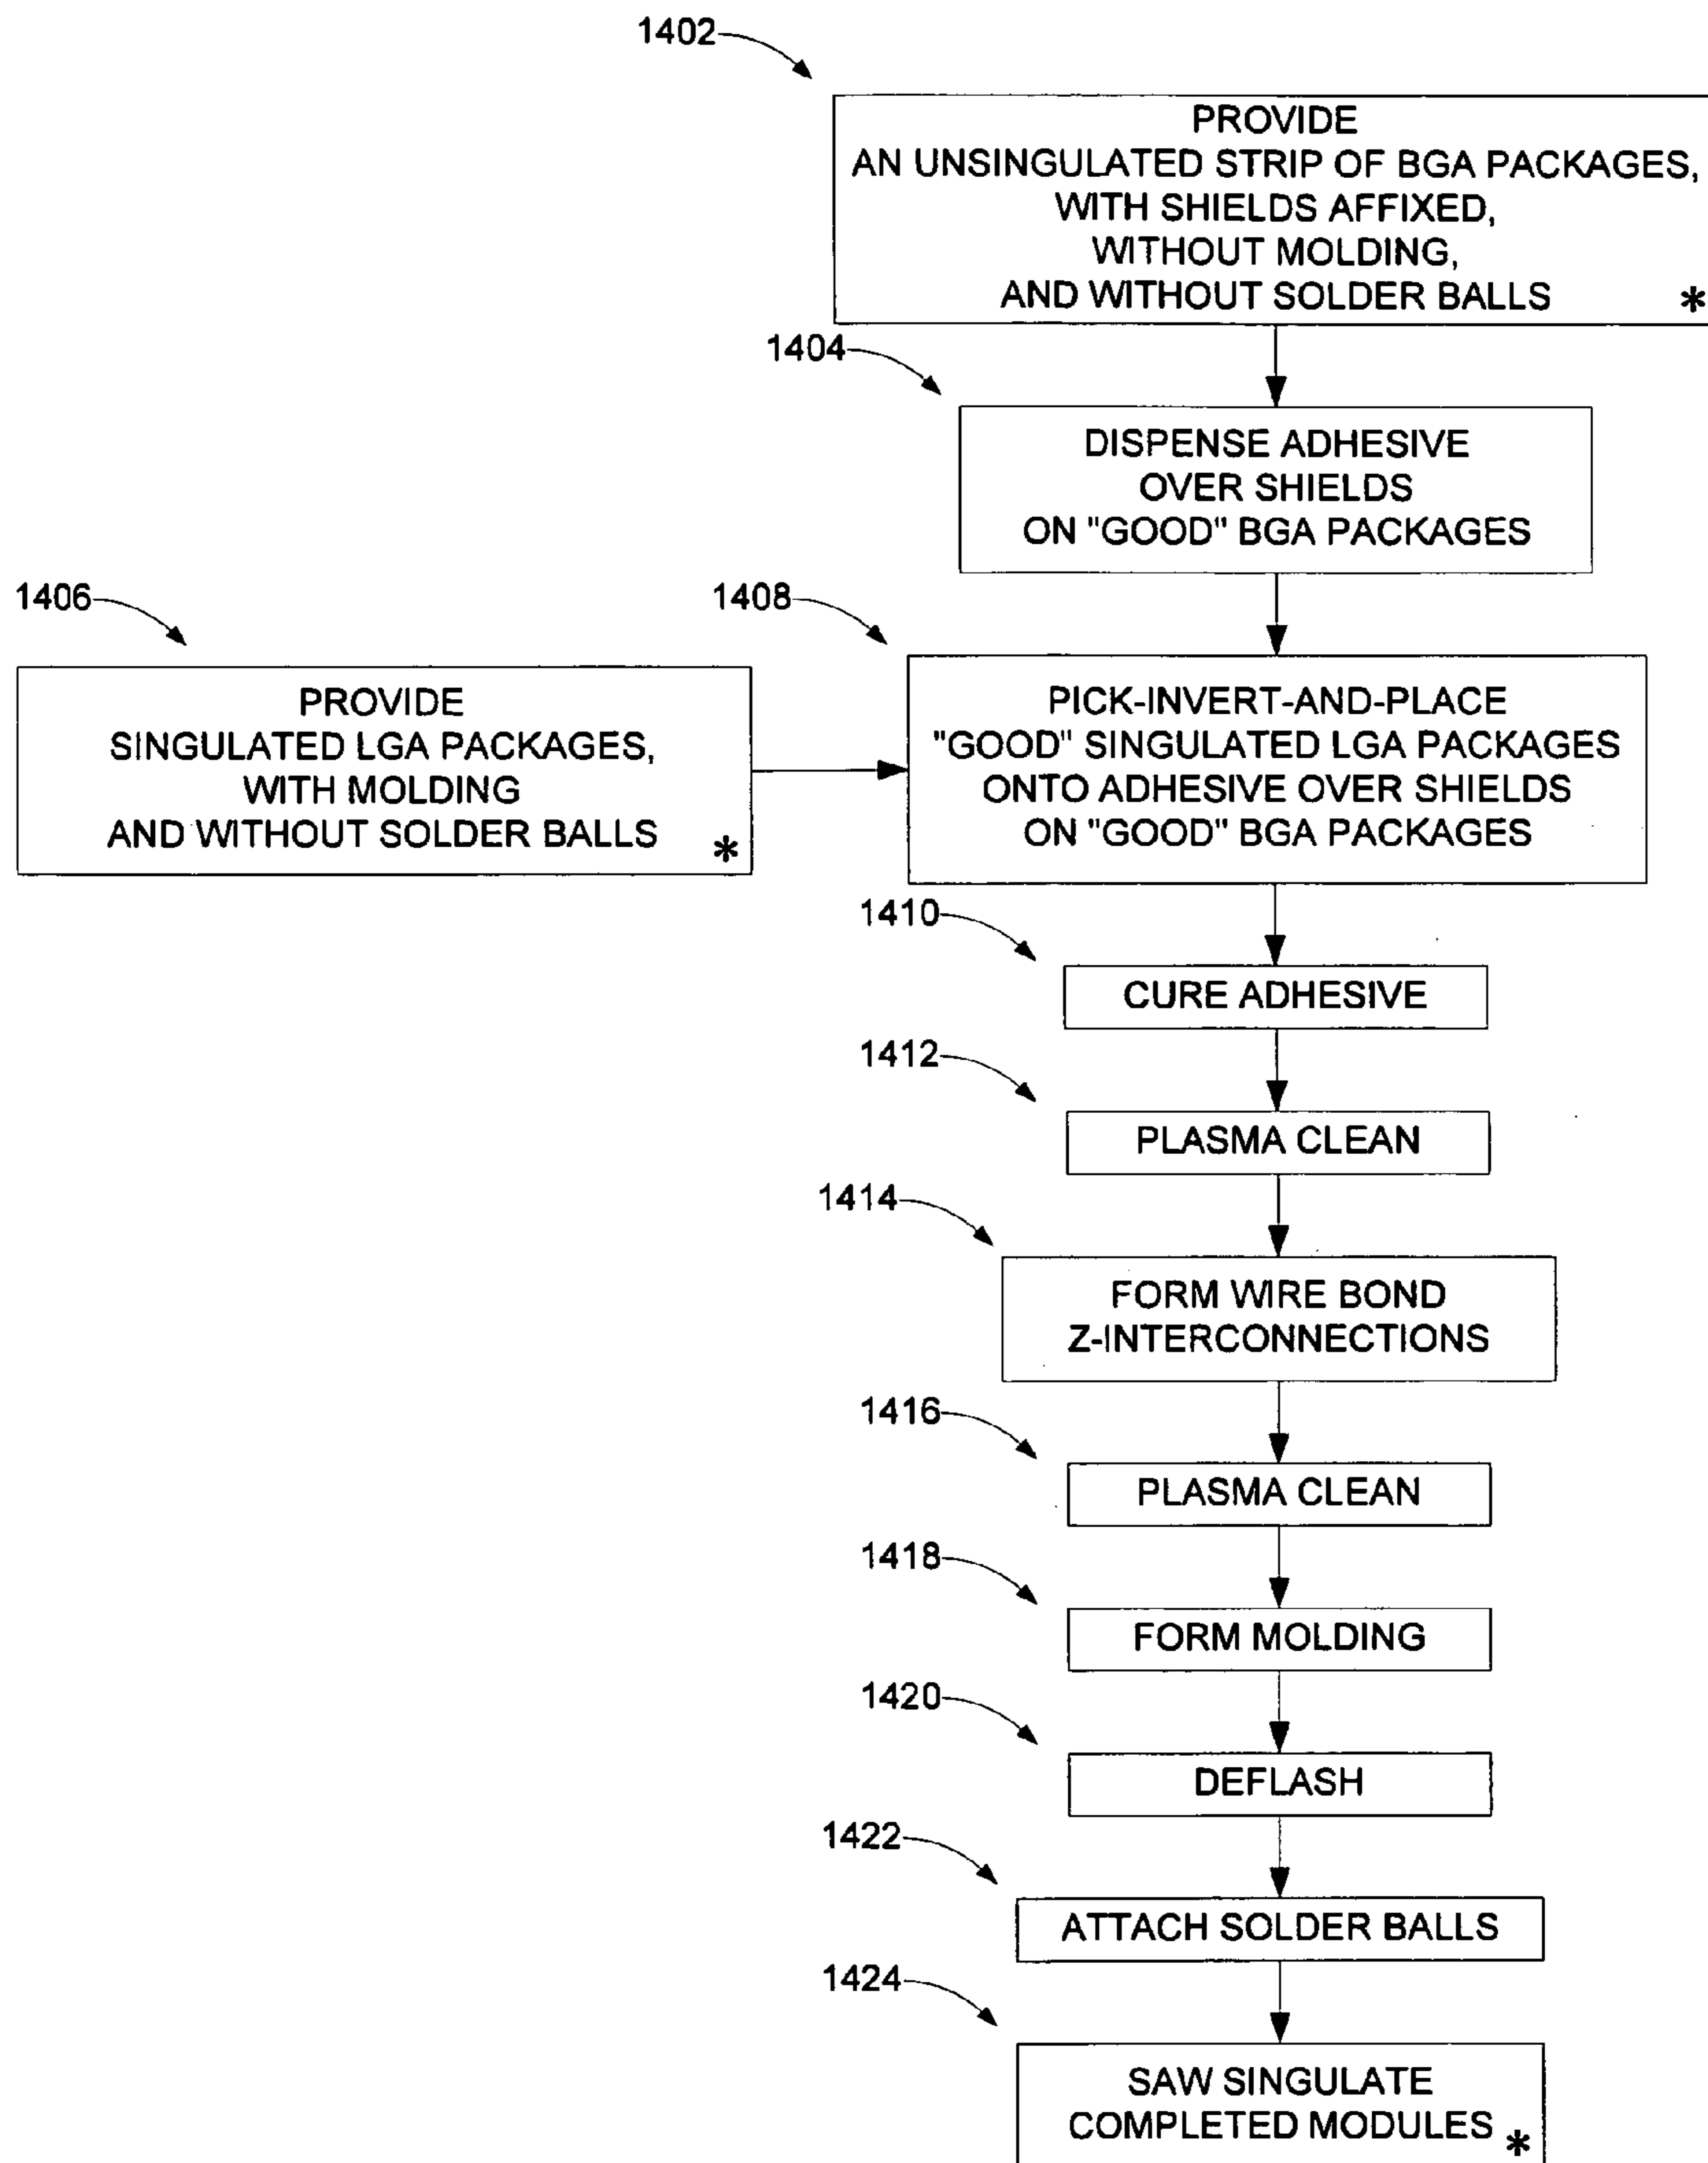 1402
PROVIDE
AN UNSINGULATED STRIP OF BGA PACKAGES,
WITH SHIELDS AFFIXED,
WITHOUT MOLDING,
AND WITHOUT SOLDER BALLS *
1404
DISPENSE ADHESIVE
OVER SHIELDS
ON "GOOD" BGA PACKAGES
1406
PROVIDE
SINGULATED LGA PACKAGES,
WITH MOLDING
AND WITHOUT SOLDER BALLS *
1408
PICK-INVERT-AND-PLACE
"GOOD" SINGULATED LGA PACKAGES
ONTO ADHESIVE OVER SHIELDS
ON "GOOD" BGA PACKAGES
1410
CURE ADHESIVE
1412
PLASMA CLEAN
1414
FORM WIRE BOND
Z-INTERCONNECTIONS
1416
PLASMA CLEAN
1418
FORM MOLDING
1420
DEFLASH
1422
ATTACH SOLDER BALLS
1424
SAW SINGULATE
COMPLETED MODULES *